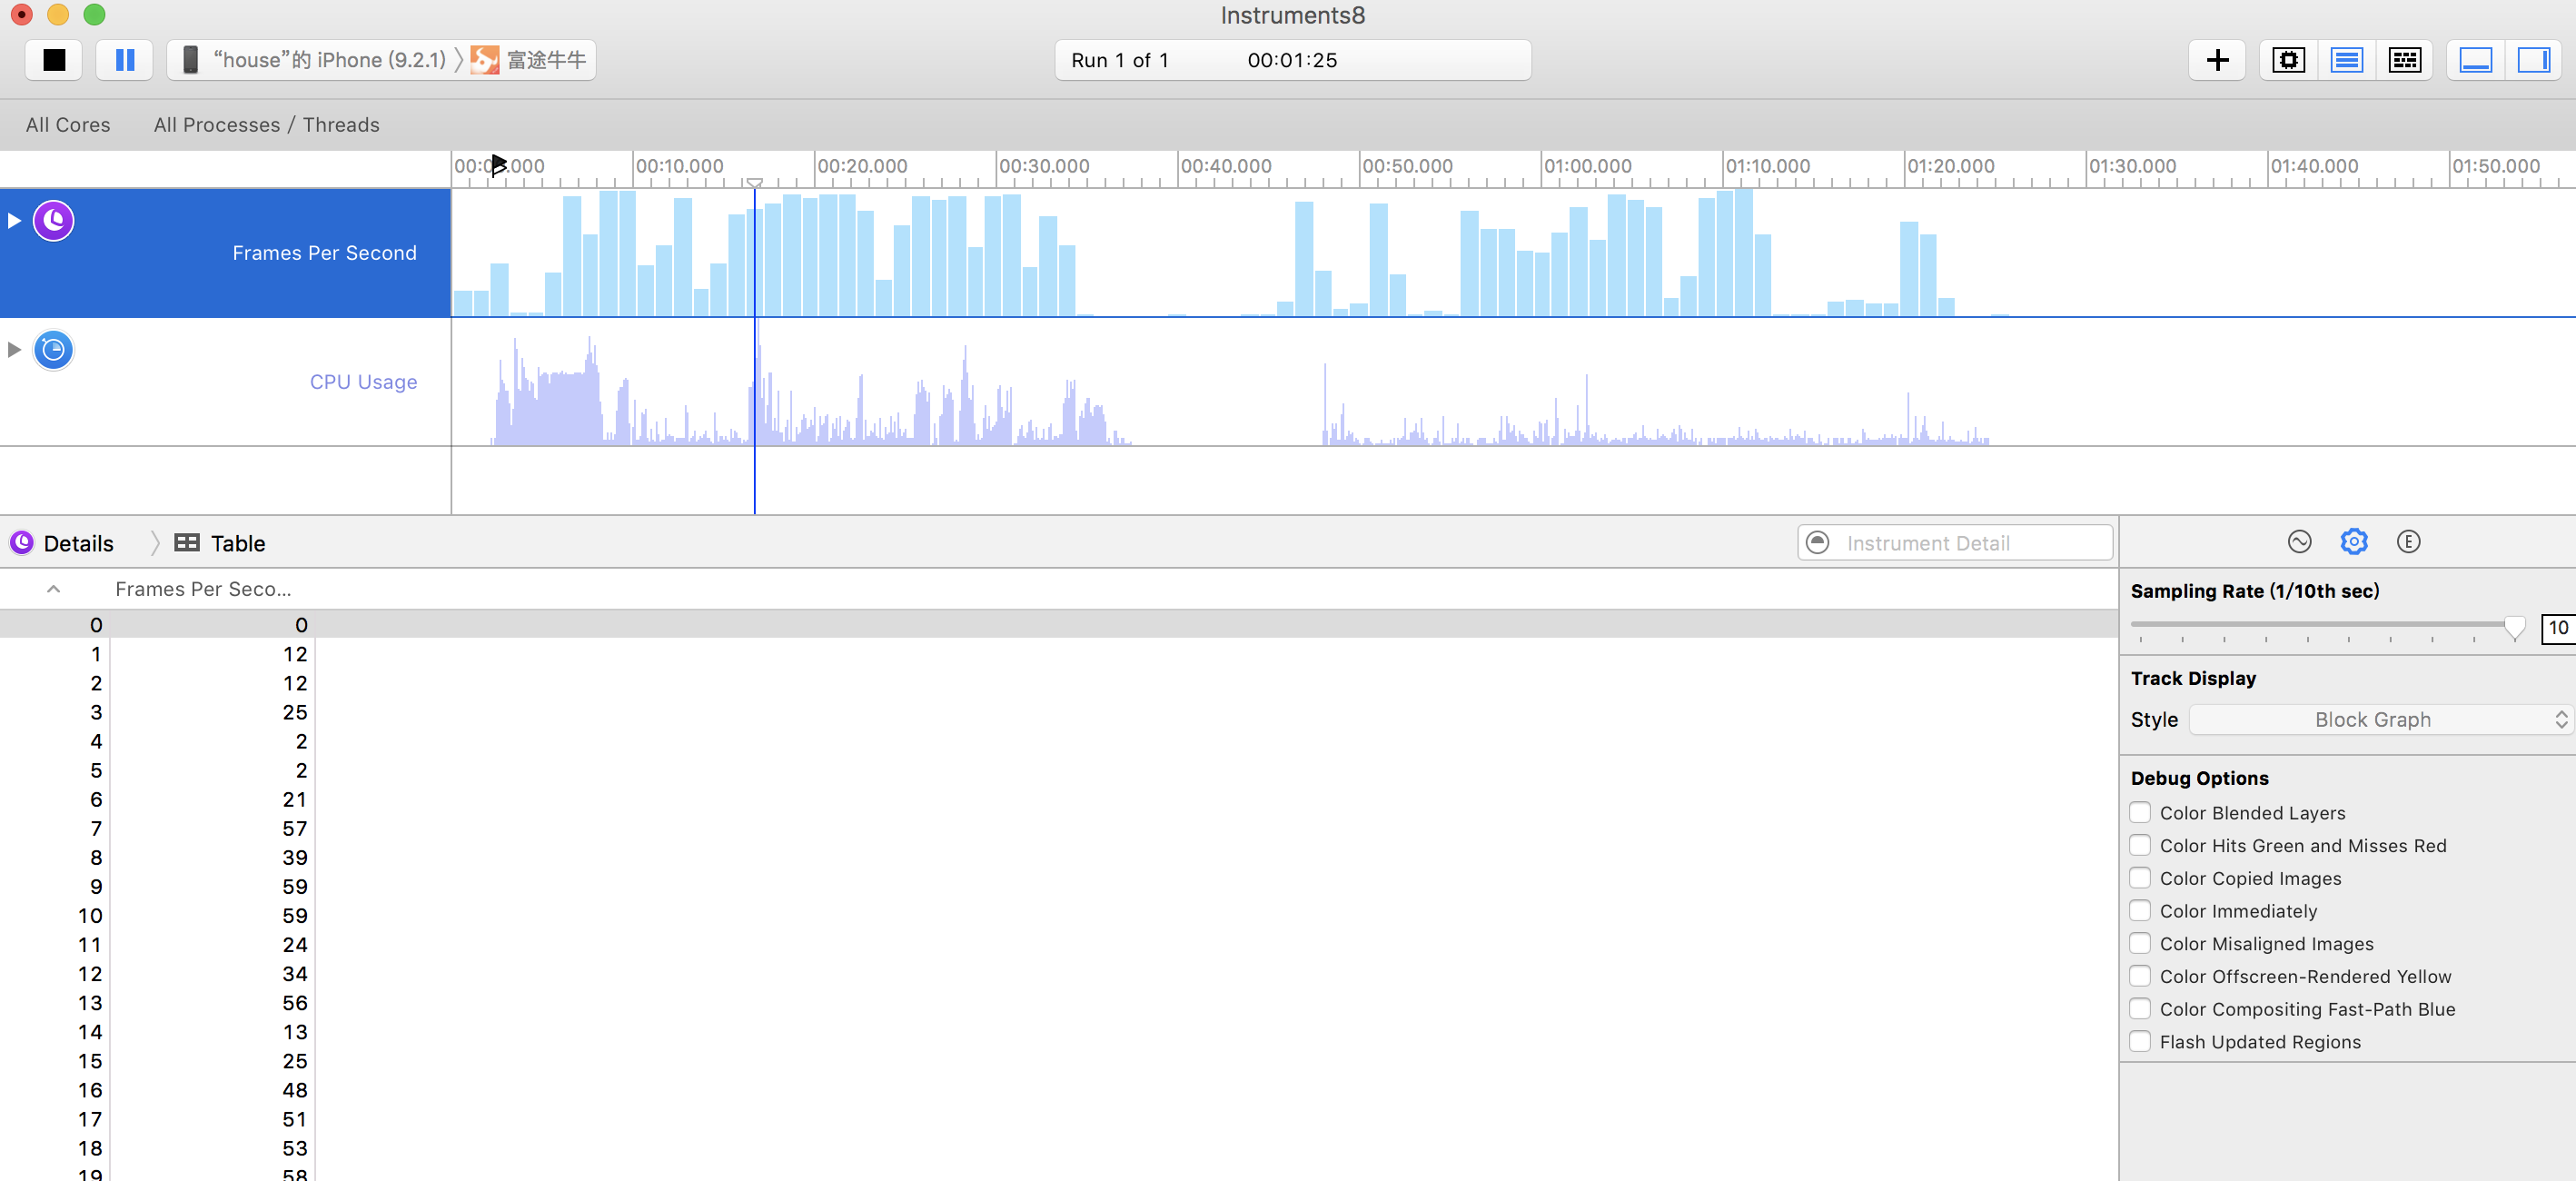 Instruments8
“house”的 iPhone (9.2.1) 富途牛牛
Run 1 of 1 00:01:25
All Cores All Processes / Threads
00:10.000 00:20.000 00:30.000 00:40.000 00:50.000 01:00.000 01:10.000 01:20.000 01:30.000 01:40.000 01:50.000
Frames Per Second
CPU Usage
Details Table
Instrument Detail
Frames Per Seco...
0 0
1 12
2 12
3 25
4 2
5 2
6 21
7 57
8 39
9 59
10 59
11 24
12 34
13 56
14 13
15 25
16 48
17 51
18 53
19 58
Sampling Rate (1/10th sec)
10
Track Display
Style Block Graph
Debug Options
Color Blended Layers
Color Hits Green and Misses Red
Color Copied Images
Color Immediately
Color Misaligned Images
Color Offscreen-Rendered Yellow
Color Compositing Fast-Path Blue
Flash Updated Regions